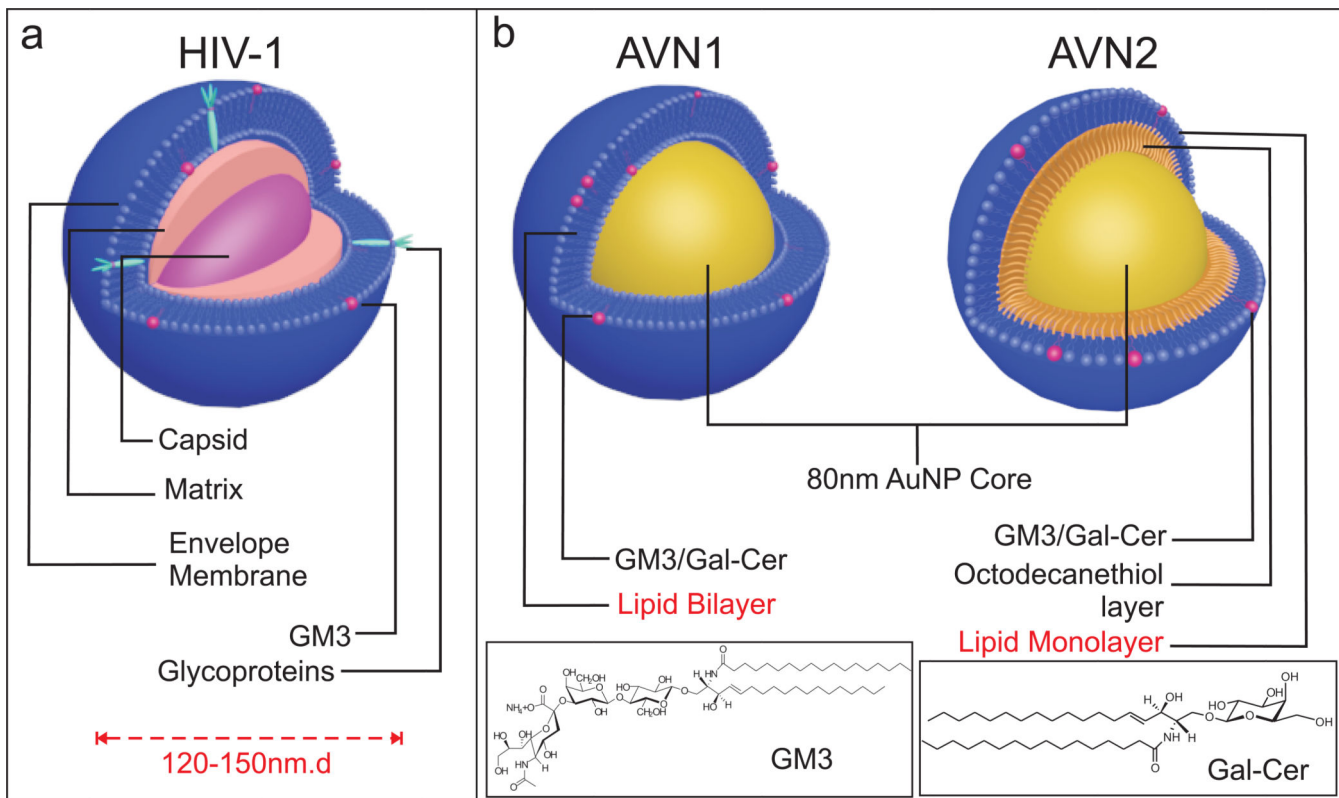 a
HIV-1
Capsid
Matrix
Envelope
Membrane
GM3
Glycoproteins
120-150nm.d
b
AVN1
AVN2
80nm AuNP Core
GM3/Gal-Cer
Lipid Bilayer
GM3/Gal-Cer
Octodecanethiol
layer
Lipid Monolayer
GM3
Gal-Cer